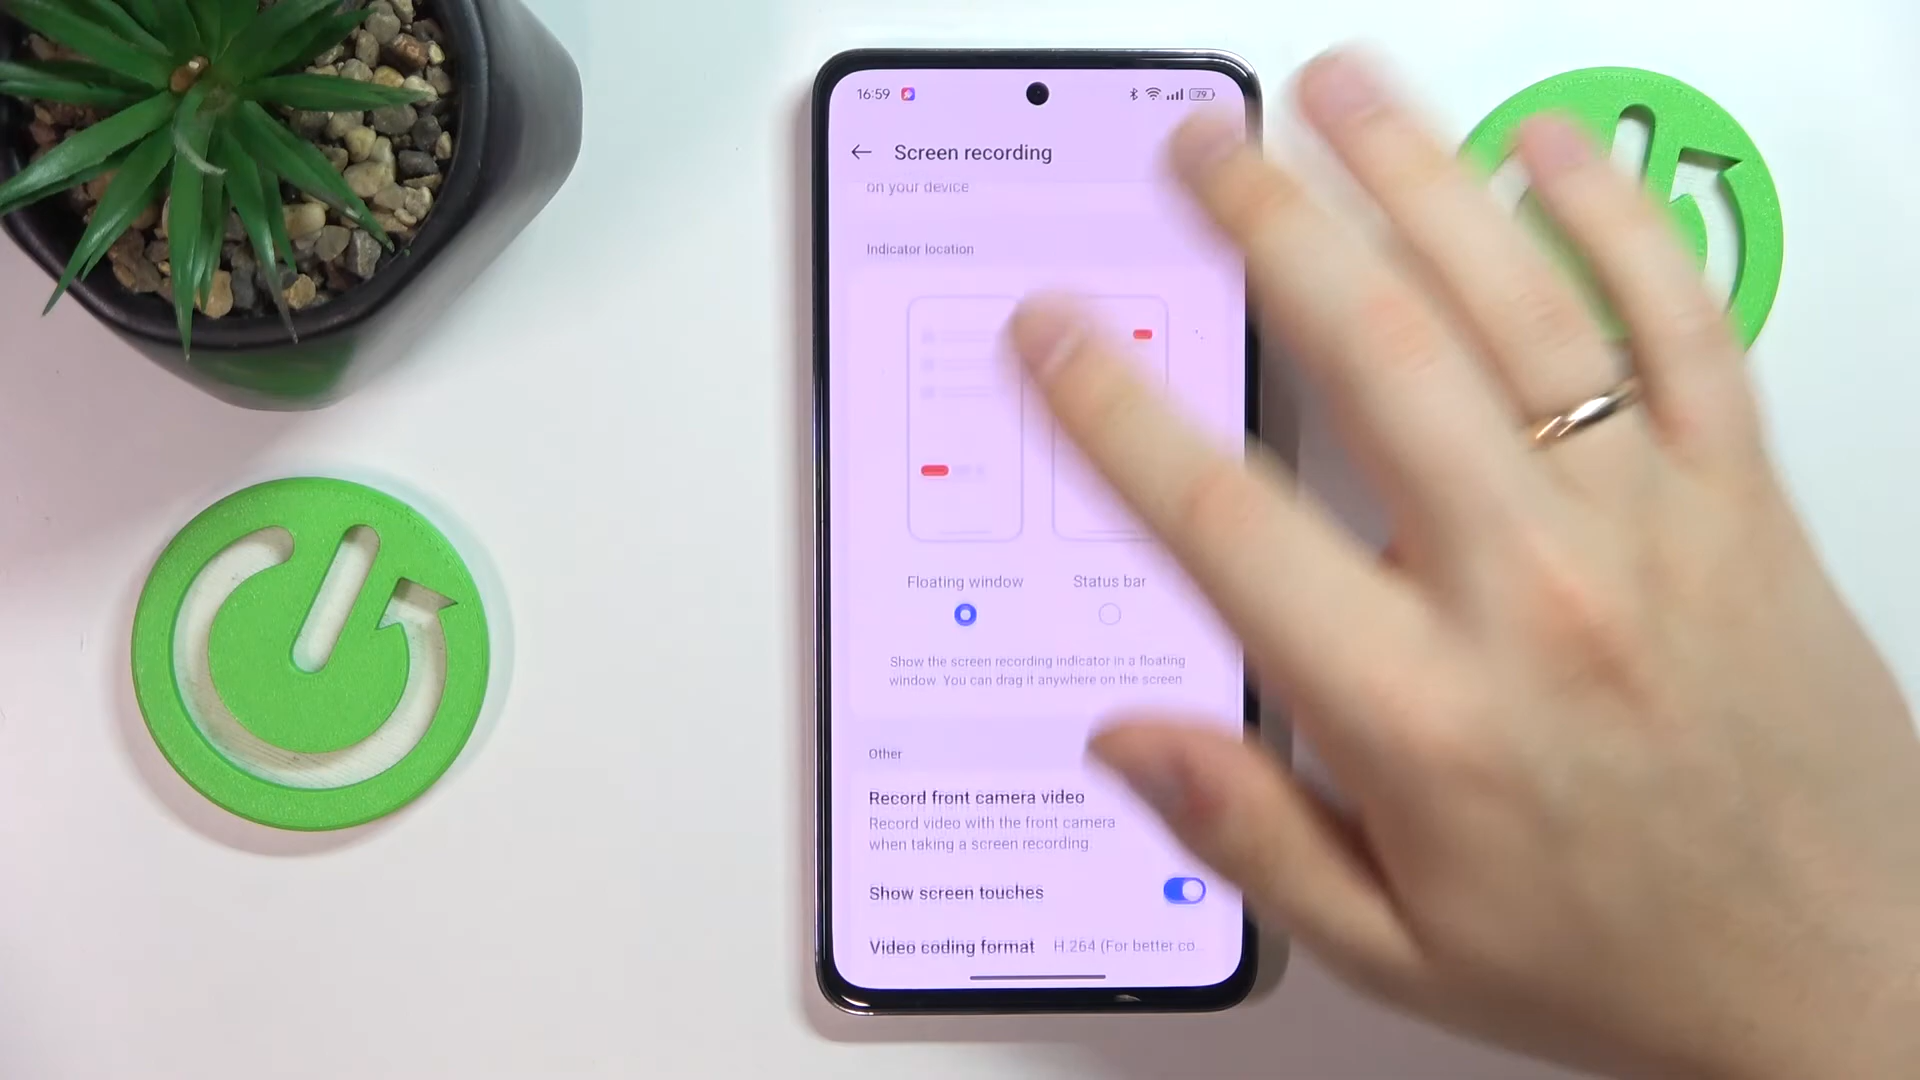 16:59 79
Screen recording
on your device
Indicator location
Floating window Status bar
Show the screen recording indicator in a floating
window. You can drag it anywhere on the screen
Other
Record front camera video
Record video with the front camera
when taking a screen recording.
Show screen touches
Video coding format H.264 (For better co...